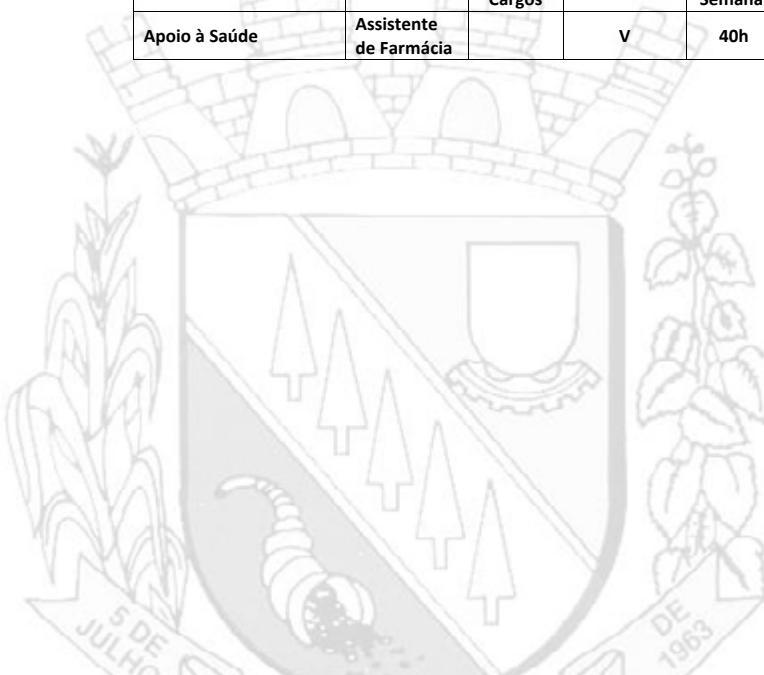 Cargos Semana
Apoio à Saúde Assistente de Farmácia V 40h
5 DE JULHO
DE 1963